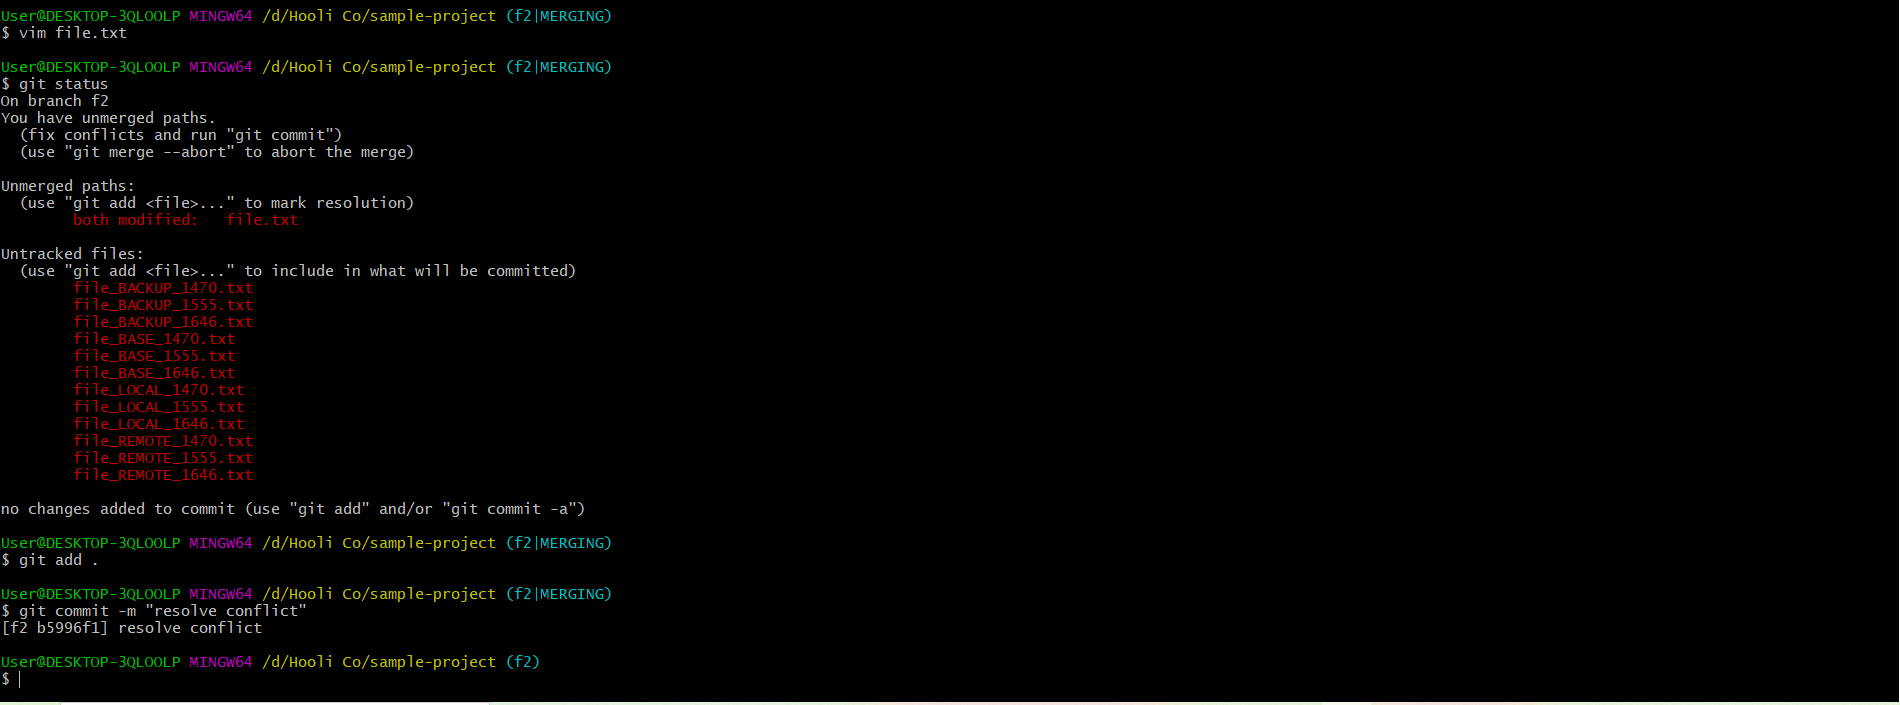 User@DESKTOP-3QLOOLP MINGW64 /d/Hooli Co/sample-project (f2|MERGING)
$ vim file.txt
User@DESKTOP-3QLOOLP MINGW64 /d/Hooli Co/sample-project (f2|MERGING)
$ git status
On branch f2
You have unmerged paths.
(fix conflicts and run "git commit")
(use "git merge --abort" to abort the merge)
Unmerged paths:
(use "git add <file>..." to mark resolution)
both modified: file.txt
Untracked files:
(use "git add <file>..." to include in what will be committed)
file_BACKUP_1470.txt
file_BACKUP_1555.txt
file_BACKUP_1646.txt
file_BASE_1470.txt
file_BASE_1555.txt
file_BASE_1646.txt
file_LOCAL_1470.txt
file_LOCAL_1555.txt
file_LOCAL_1646.txt
file_REMOTE_1470.txt
file_REMOTE_1555.txt
file_REMOTE_1646.txt
no changes added to commit (use "git add" and/or "git commit -a")
User@DESKTOP-3QLOOLP MINGW64 /d/Hooli Co/sample-project (f2|MERGING)
$ git add .
User@DESKTOP-3QLOOLP MINGW64 /d/Hooli Co/sample-project (f2|MERGING)
$ git commit -m "resolve conflict"
[f2 b5996f1] resolve conflict
User@DESKTOP-3QLOOLP MINGW64 /d/Hooli Co/sample-project (f2)
$